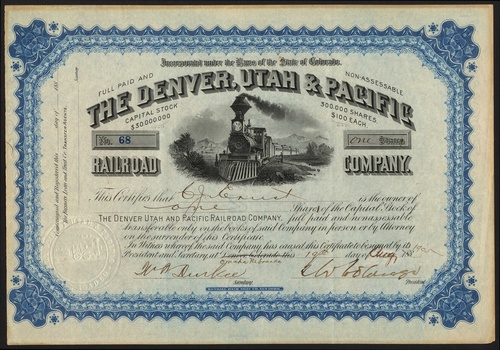 Incorporated under the Laws of the State of Colorado.
FULL PAID AND
NON-ASSESSABLE
THE DENVER, UTAH & PACIFIC
CAPITAL STOCK
$30,000,000
300,000 SHARES
$100 EACH.
No. 68
one Shares
RAILROAD
COMPANY.
This Certifies that
is the owner of
one
Shares of the Capital Stock of
THE DENVER UTAH AND PACIFIC RAILROAD COMPANY, full paid and nonassessable
transferable only on the Books of said Company in person or by Attorney
on the surrender of this Certificate.
In Witness whereof the said Company has caused this Certificate to be signed by its
President and Secretary, at
this 19th day of Aug
Secretary
President